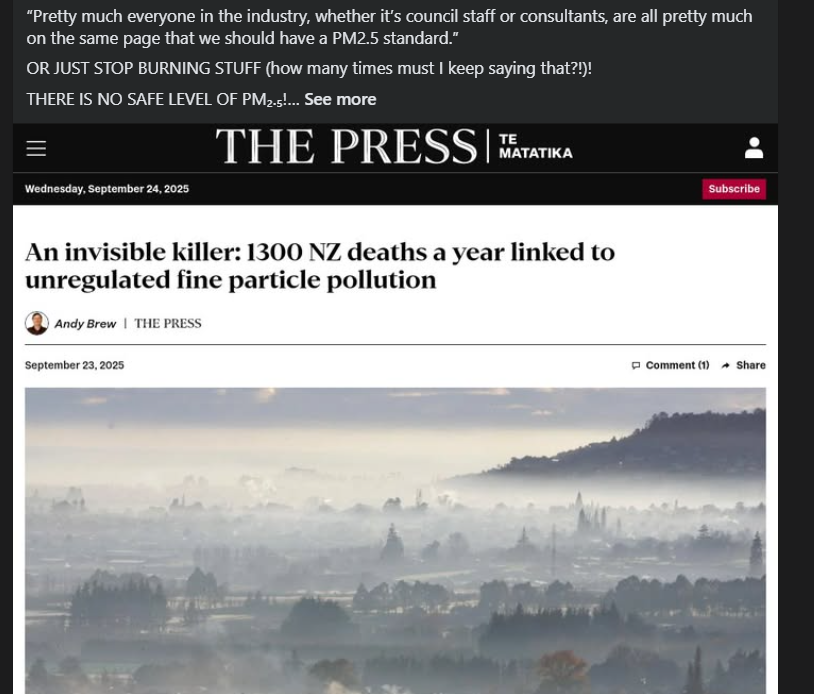 “Pretty much everyone in the industry, whether it’s council staff or consultants, are all pretty much
on the same page that we should have a PM2.5 standard.”
OR JUST STOP BURNING STUFF (how many times must I keep saying that?!)!
THERE IS NO SAFE LEVEL OF PM₂.₅!... See more
THE PRESS | TE
MATATIKA
Wednesday, September 24, 2025
Subscribe
An invisible killer: 1300 NZ deaths a year linked to
unregulated fine particle pollution
Andy Brew | THE PRESS
September 23, 2025
Comment (1)
Share